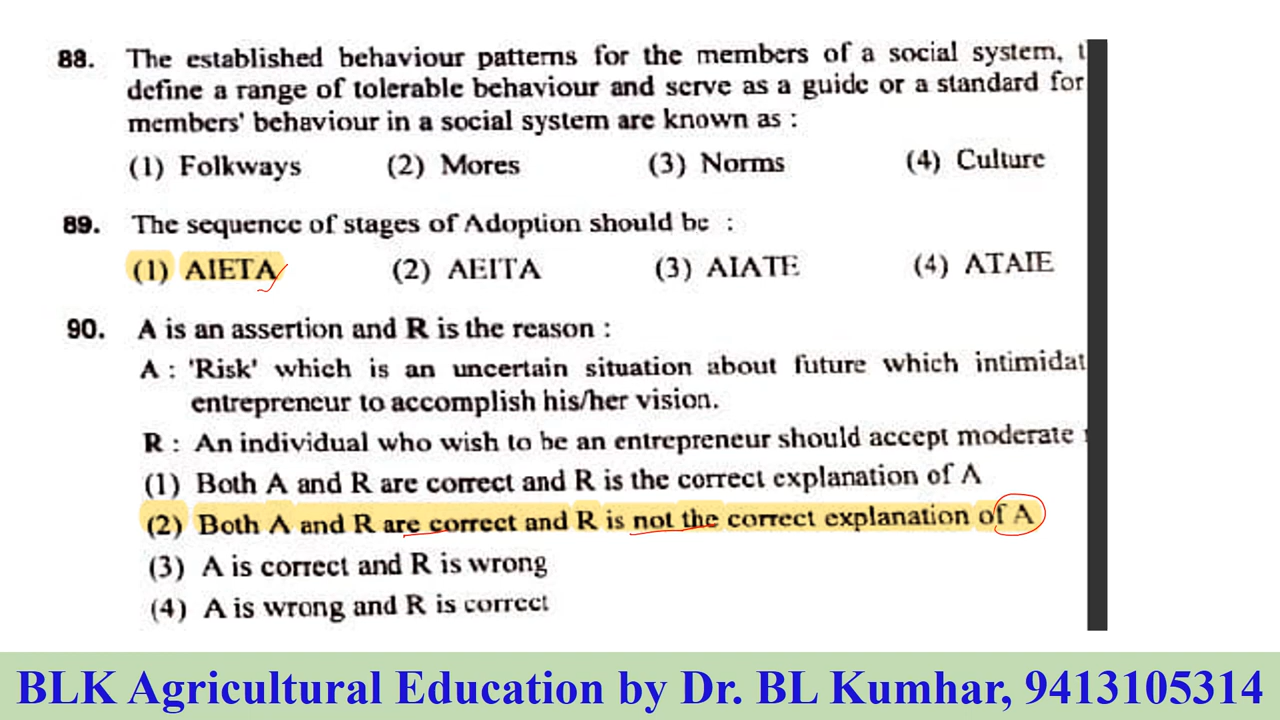 88. The established behaviour patterns for the members of a social system, t
define a range of tolerable behaviour and serve as a guide or a standard for
members' behaviour in a social system are known as :
(1) Folkways (2) Mores (3) Norms (4) Culture
89. The sequence of stages of Adoption should be :
(1) AIETA (2) AEITA (3) AIATE (4) ATAIE
90. A is an assertion and R is the reason :
A : 'Risk' which is an uncertain situation about future which intimidat
entrepreneur to accomplish his/her vision.
R : An individual who wish to be an entrepreneur should accept moderate
(1) Both A and R are correct and R is the correct explanation of A
(2) Both A and R are correct and R is not the correct explanation of A
(3) A is correct and R is wrong
(4) A is wrong and R is correct
BLK Agricultural Education by Dr. BL Kumhar, 9413105314